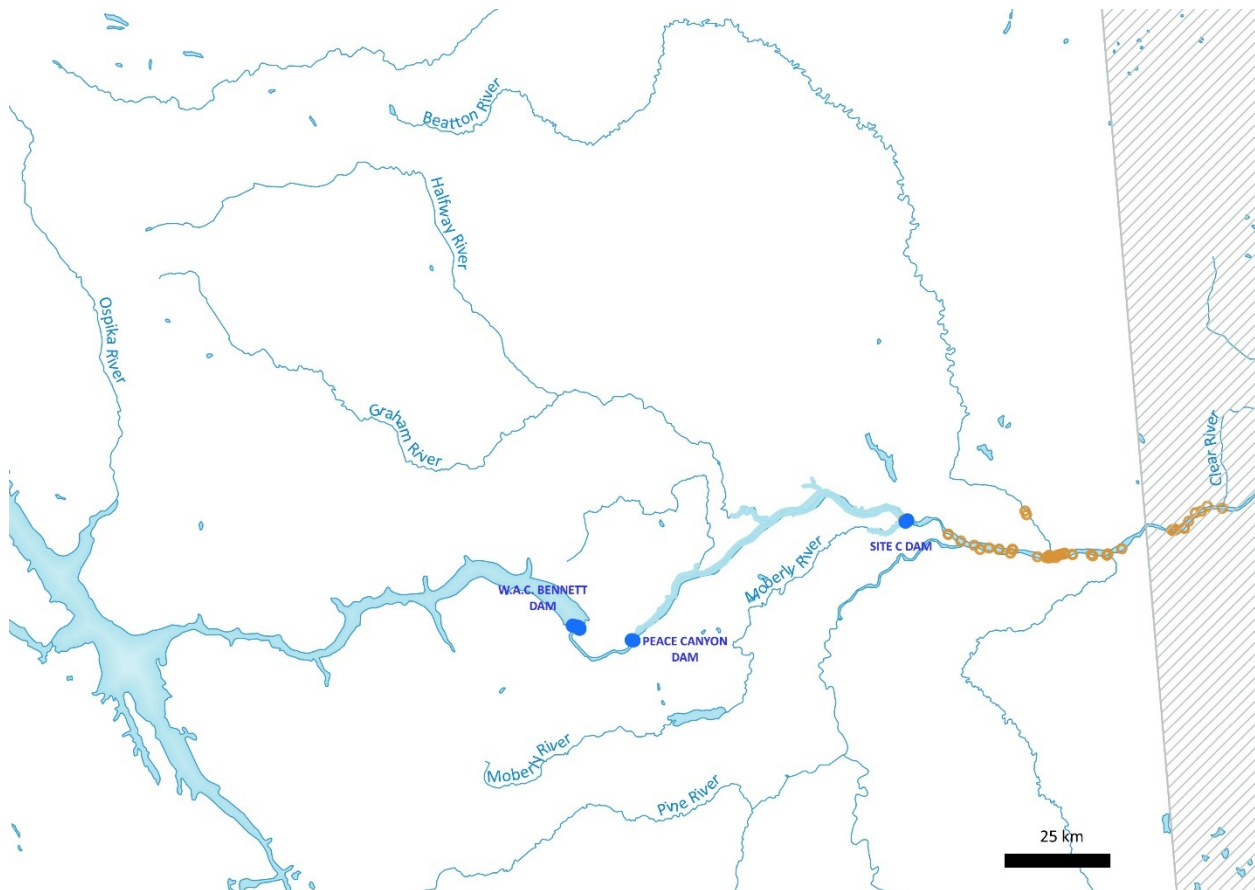 Beatton River
Halfway River
Ospika River
Graham River
Clear River
SITE C DAM
Moberly River
W.A.C. BENNETT
DAM
PEACE CANYON
DAM
Moberly River
Pine River
25 km